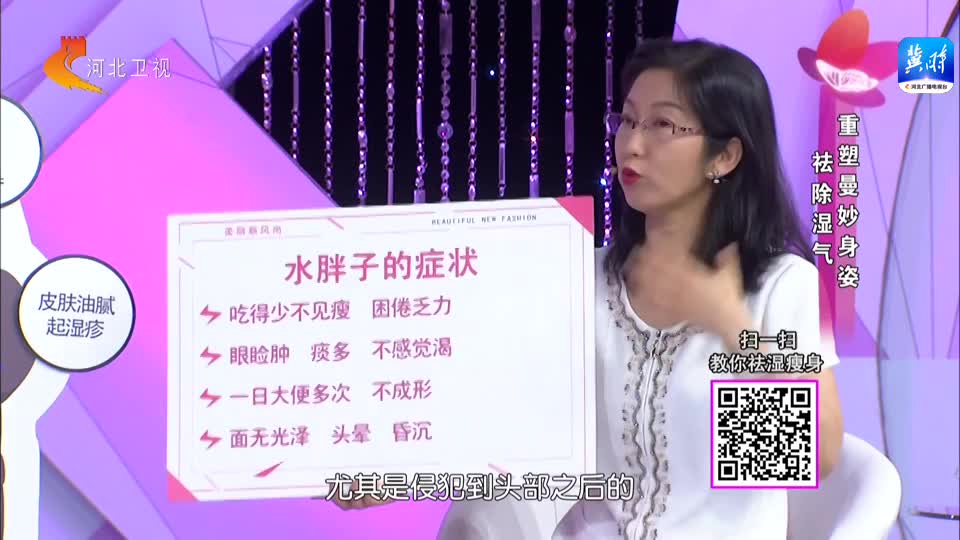 河北卫视
冀时
河北广播电视台
重塑曼妙身姿
祛除湿气
美丽新风尚
BEAUTIFUL NEW FASHION
水胖子的症状
吃得少不见瘦 困倦乏力
眼睑肿 痰多 不感觉渴
一日大便多次 不成形
面无光泽 头晕 昏沉
皮肤油腻
起湿疹
扫一扫
教你祛湿瘦身
尤其是侵犯到头部之后的